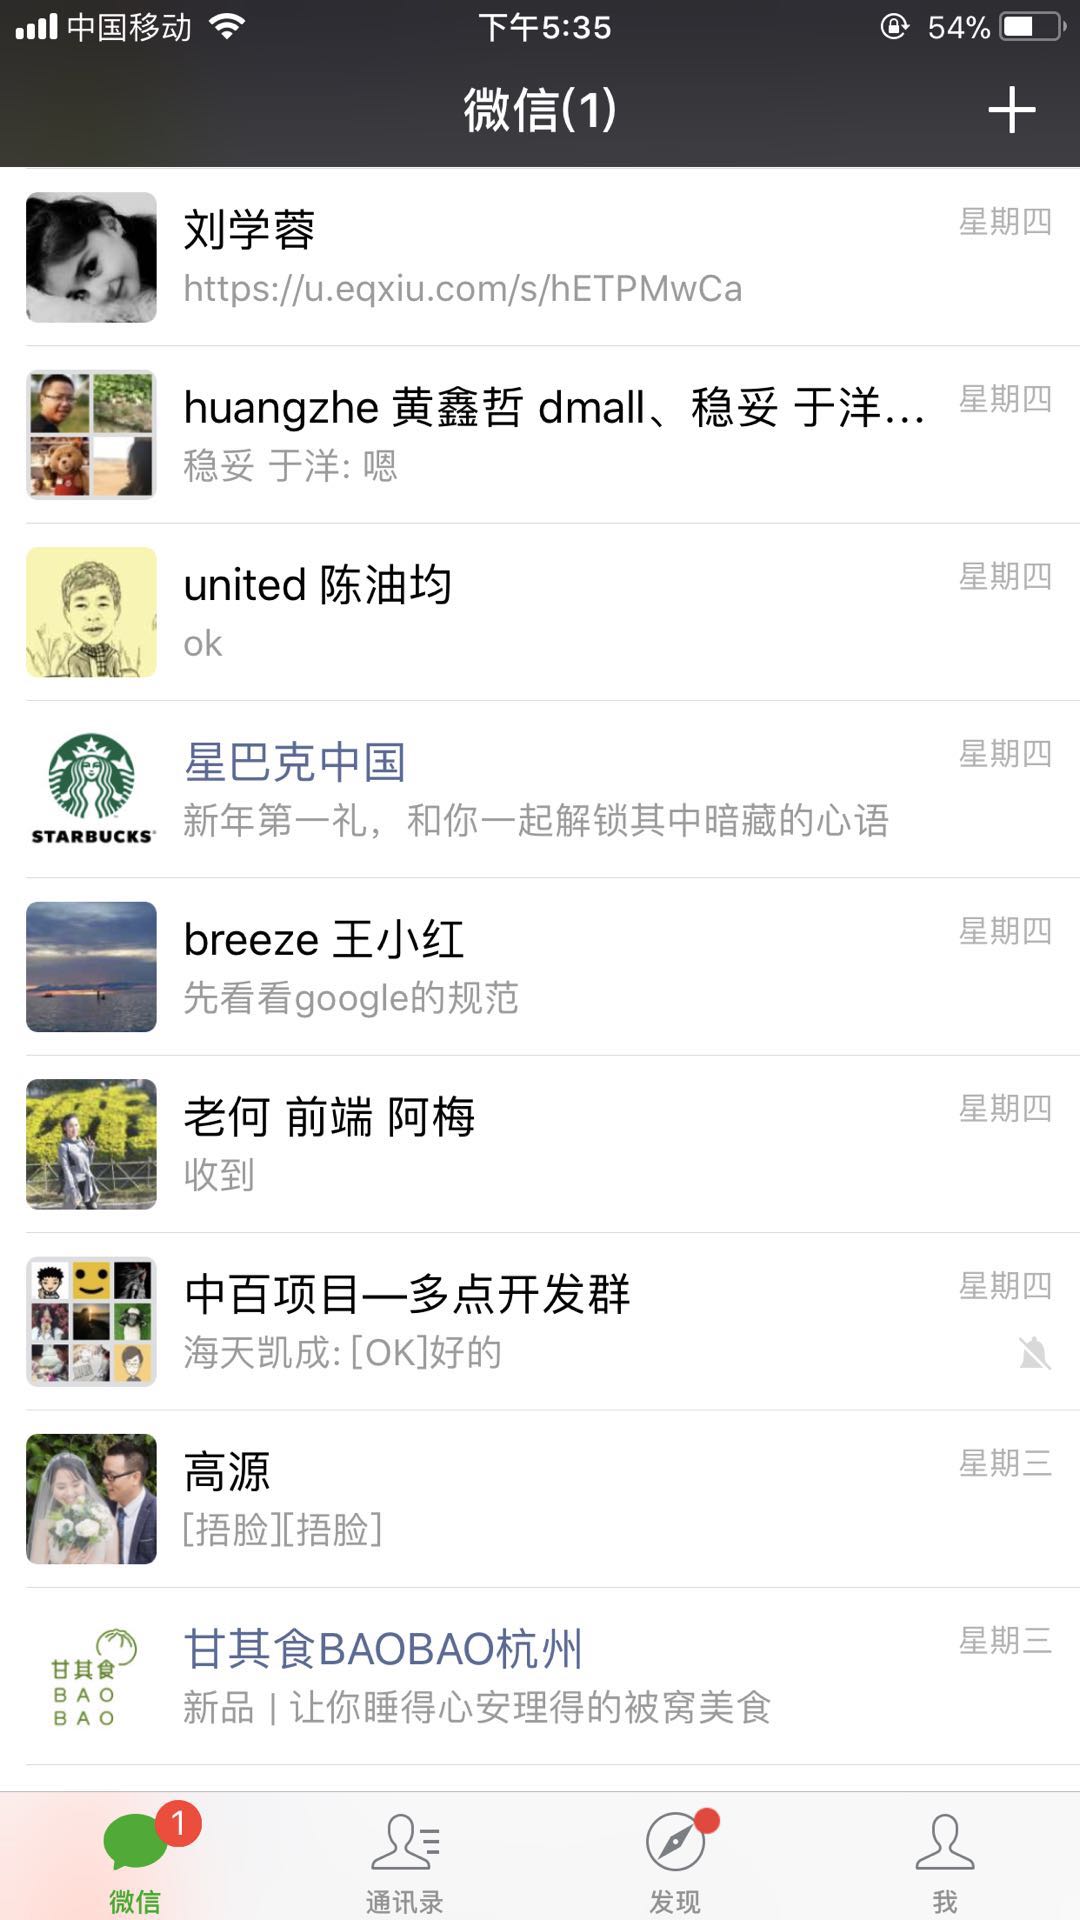 中国移动
下午5:35
54%
微信(1)
刘学蓉
星期四
https://u.eqxiu.com/s/hETPMwCa
huangzhe 黄鑫哲 dmall、稳妥 于洋...
星期四
稳妥 于洋: 嗯
united 陈油均
星期四
ok
STARBUCKS
星巴克中国
星期四
新年第一礼，和你一起解锁其中暗藏的心语
breeze 王小红
星期四
先看看google的规范
老何 前端 阿梅
星期四
收到
中百项目—多点开发群
星期四
海天凯成: [OK]好的
高源
星期三
[捂脸][捂脸]
甘其食
BAO
BAO
甘其食BAOBAO杭州
星期三
新品 | 让你睡得心安理得的被窝美食
1
微信
通讯录
发现
我